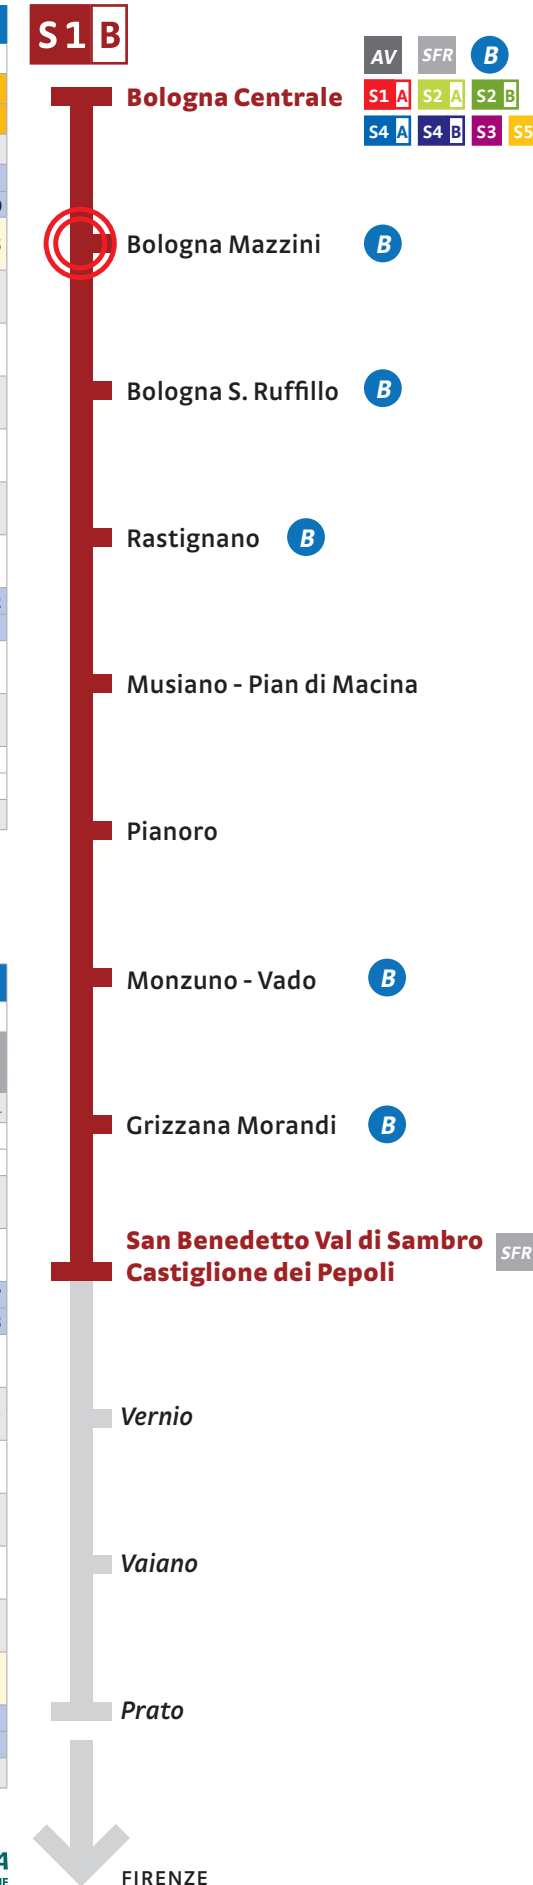 S1 B
AV SFR B
Bologna Centrale
S1 A S2 A S2 B
S4 A S4 B S3 S5
Bologna Mazzini B
Bologna S. Ruffillo B
Rastignano B
Musiano - Pian di Macina
Pianoro
Monzuno - Vado B
Grizzana Morandi B
San Benedetto Val di Sambro
Castiglione dei Pepoli
SFR
Vernio
Vaiano
Prato
FIRENZE